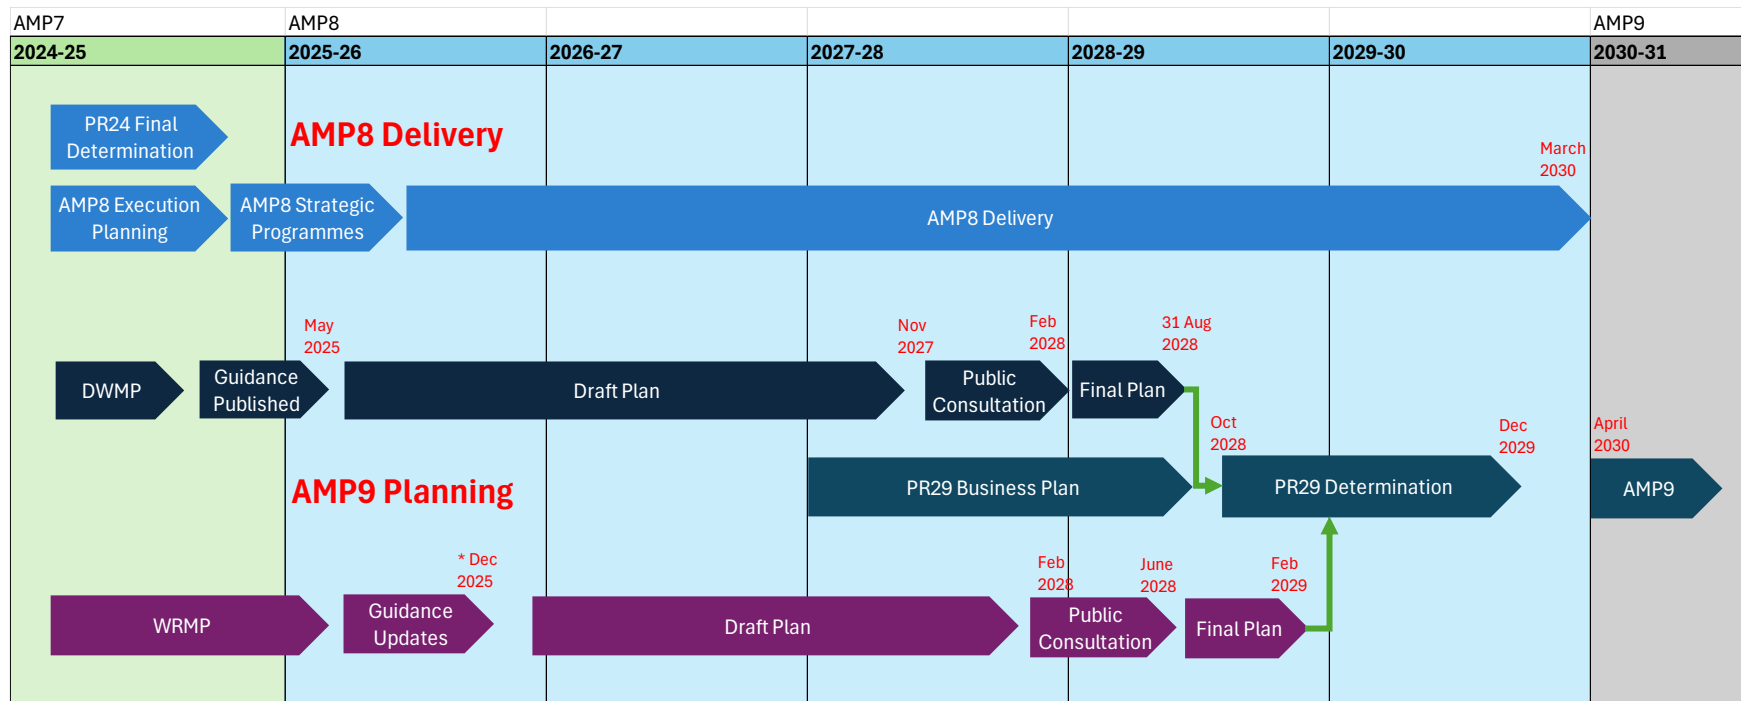 AMP7
AMP8
AMP9
2024-25
2025-26
2026-27
2027-28
2028-29
2029-30
2030-31
PR24 Final
Determination
AMP8 Delivery
March
2030
AMP8 Execution
Planning
AMP8 Strategic
Programmes
AMP8 Delivery
May
2025
Nov
2027
Feb
2028
31 Aug
2028
DWMP
Guidance
Published
Draft Plan
Public
Consultation
Final Plan
Oct
2028
Dec
2029
April
2030
AMP9 Planning
PR29 Business Plan
PR29 Determination
AMP9
* Dec
2025
Feb
2028
June
2028
Feb
2029
WRMP
Guidance
Updates
Draft Plan
Public
Consultation
Final Plan